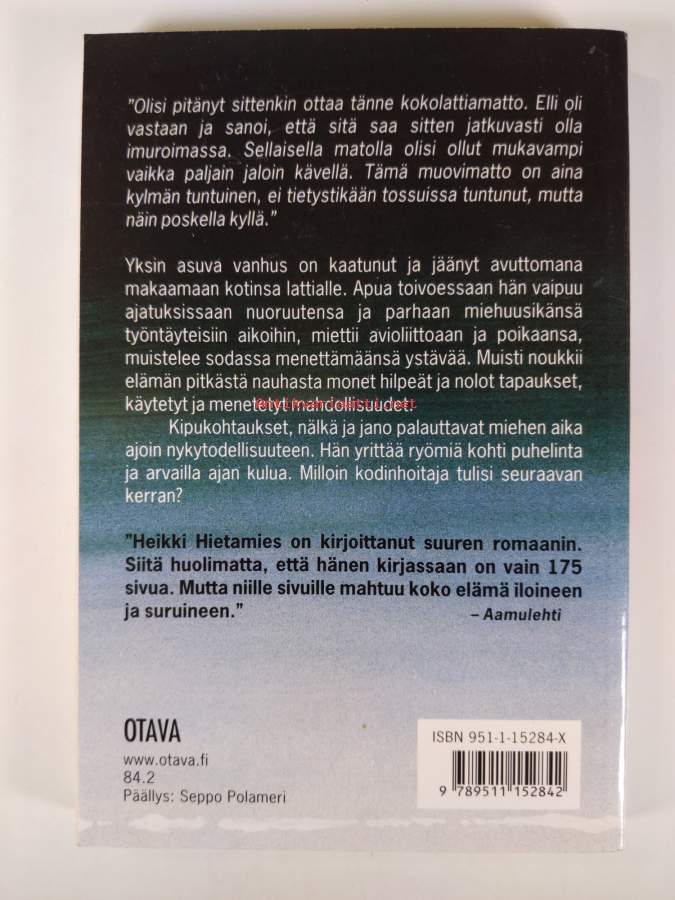 "Olisi pitänyt sittenkin ottaa tänne kokolattiamatto. Elli oli
vastaan ja sanoi, että sitä saa sitten jatkuvasti olla
imuroimassa. Sellaisella matolla olisi ollut mukavampi
vaikka paljain jaloin kävellä. Tämä muovimatto on aina
kylmän tuntuinen, ei tietystikään tossuissa tuntunut, mutta
näin poskella kyllä."
Yksin asuva vanhus on kaatunut ja jäänyt avuttomana
makaamaan kotinsa lattialle. Apua toivoessaan hän vaipuu
ajatuksissaan nuoruutensa ja parhaan miehuusikänsä
työntäyteisiin aikoihin, miettii avioliittoaan ja poikaansa,
muistelee sodassa menettämäänsä ystävää. Muisti noukkii
elämän pitkästä nauhasta monet hilpeät ja nolot tapaukset,
käytetyt ja menetetyt mahdollisuudet.
Kipukohtaukset, nälkä ja jano palauttavat miehen aika
ajoin nykytodellisuuteen. Hän yrittää ryömiä kohti puhelinta
ja arvailla ajan kulua. Milloin kodinhoitaja tulisi seuraavan
kerran?
"Heikki Hietamies on kirjoittanut suuren romaanin.
Siitä huolimatta, että hänen kirjassaan on vain 175
sivua. Mutta niille sivuille mahtuu koko elämä iloineen
ja suruineen."
– Aamulehti
OTAVA
www.otava.fi
84.2
Päällys: Seppo Polameri
ISBN 951-1-15284-X
9 789511 152842